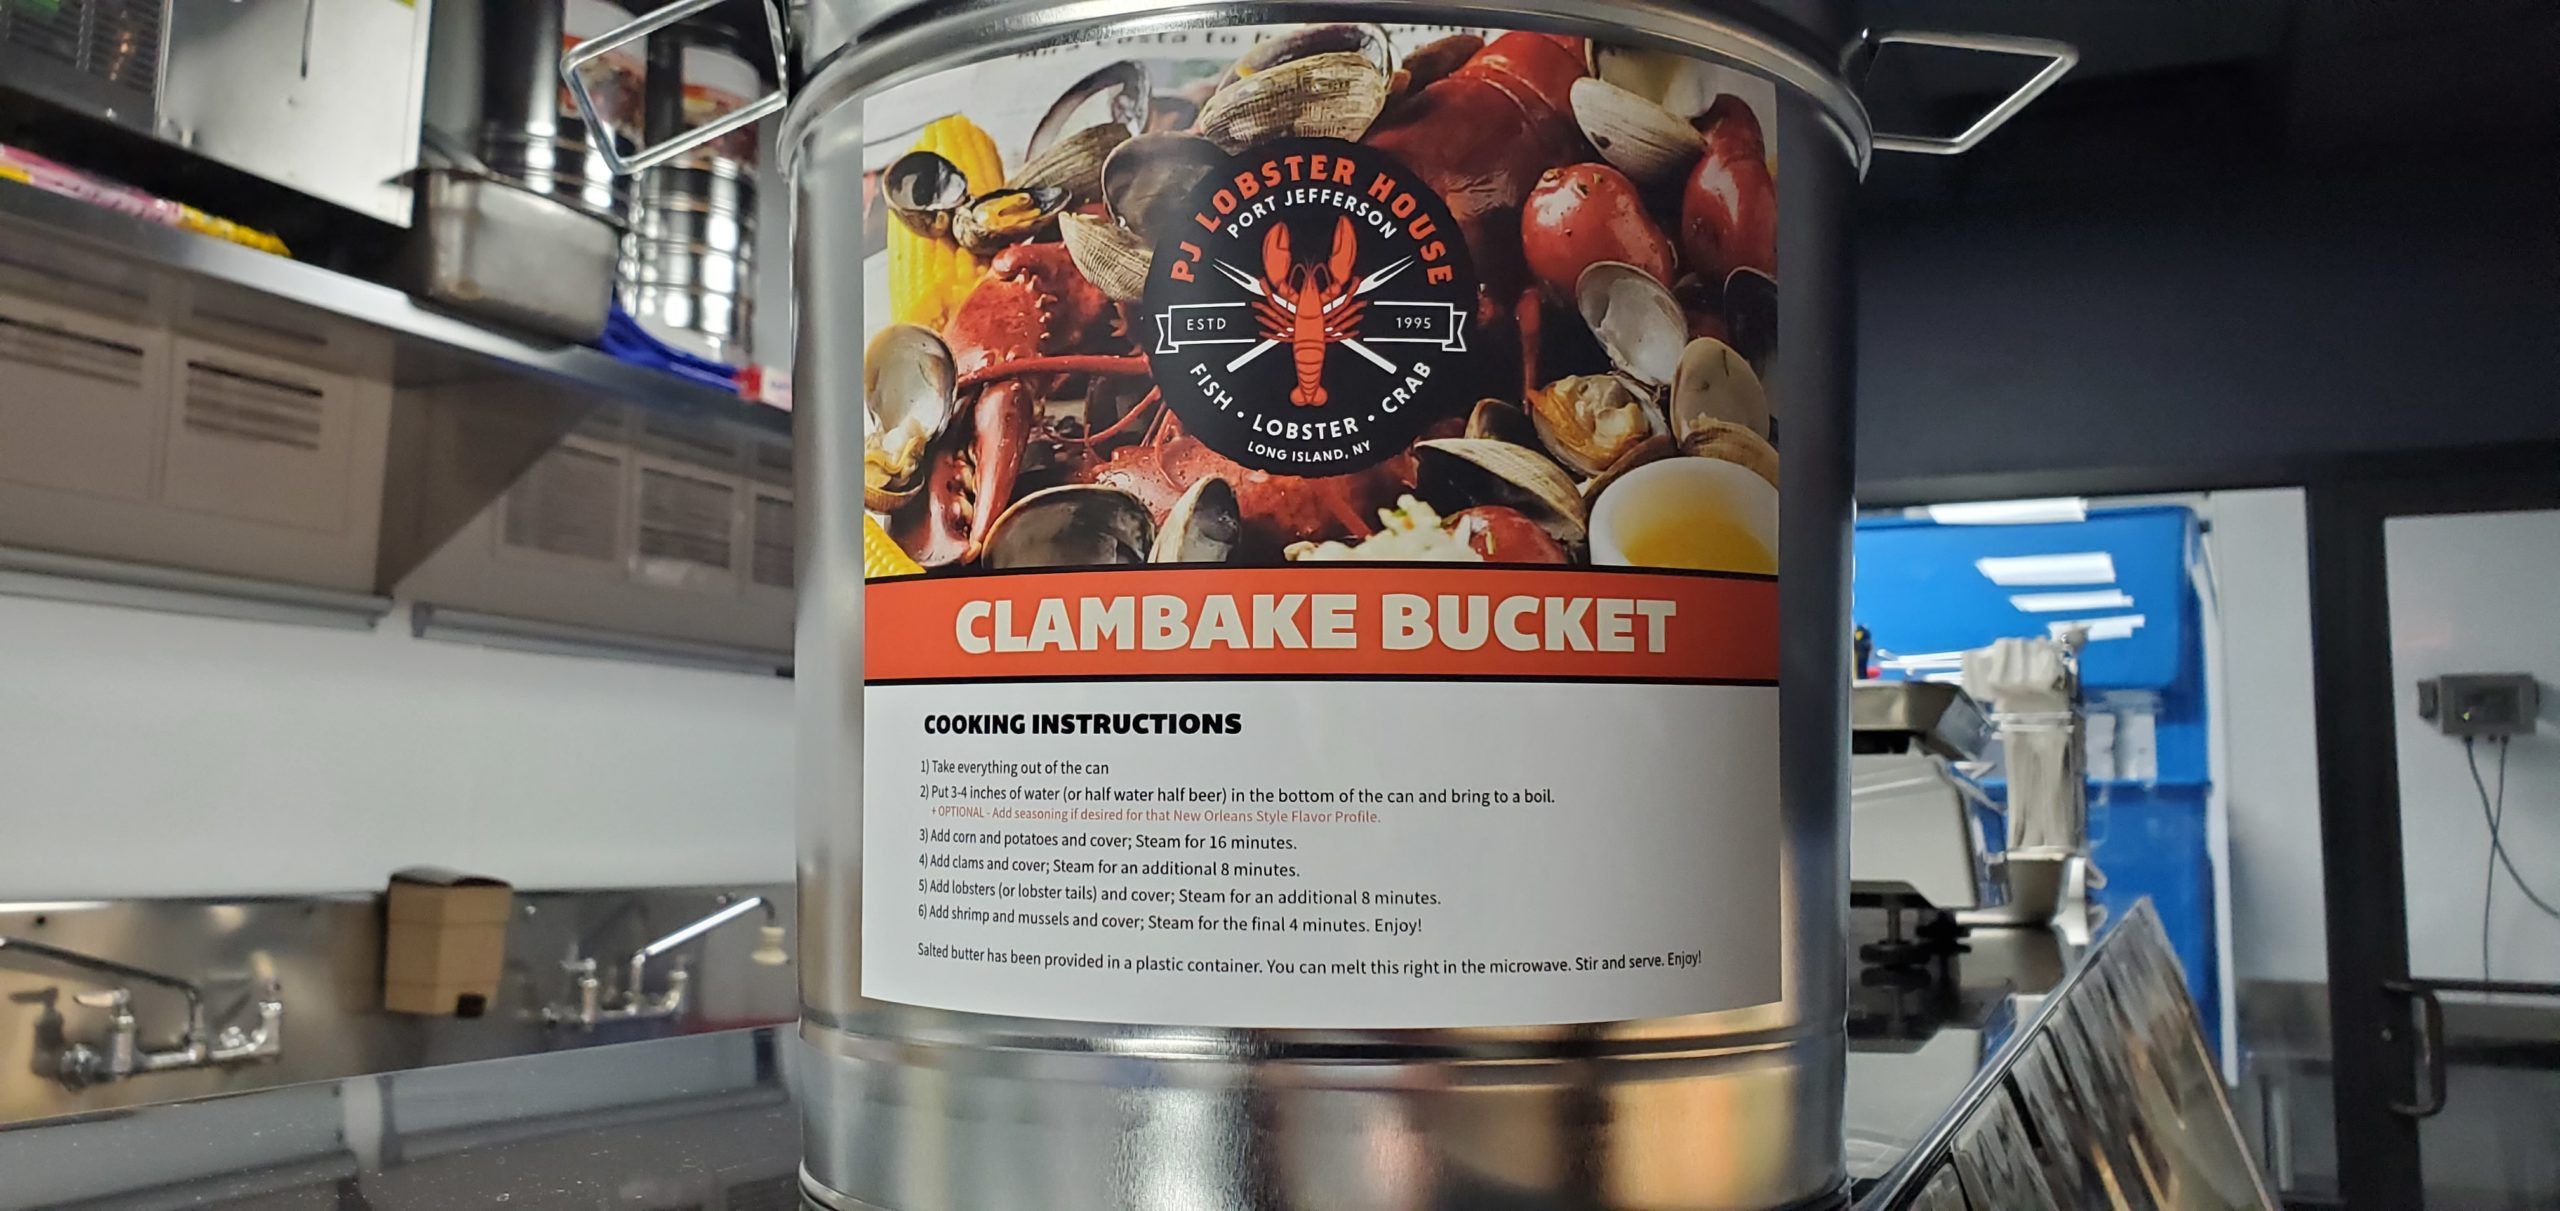 PJ LOBSTER HOUSE
PORT JEFFERSON
ESTD 1995
FISH • LOBSTER • CRAB
LONG ISLAND, NY
CLAMBAKE BUCKET
COOKING INSTRUCTIONS
1) Take everything out of the can
2) Put 3-4 inches of water (or half water half beer) in the bottom of the can and bring to a boil.
+ OPTIONAL - Add seasoning if desired for that New Orleans Style Flavor Profile.
3) Add corn and potatoes and cover; Steam for 16 minutes.
4) Add clams and cover; Steam for an additional 8 minutes.
5) Add lobsters (or lobster tails) and cover; Steam for an additional 8 minutes.
6) Add shrimp and mussels and cover; Steam for the final 4 minutes. Enjoy!
Salted butter has been provided in a plastic container. You can melt this right in the microwave. Stir and serve. Enjoy!